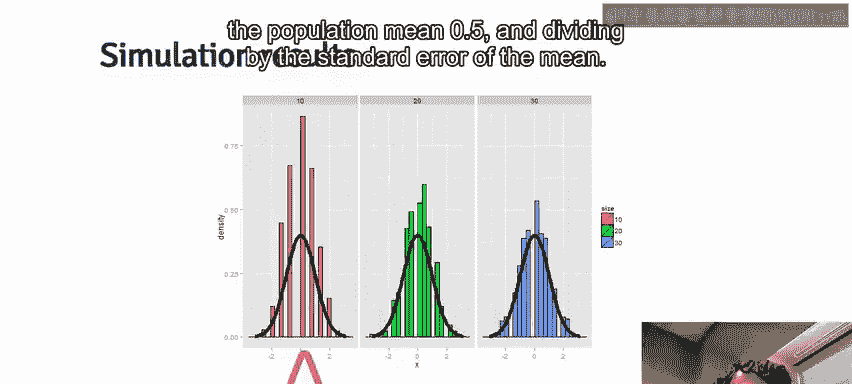 the population mean 0.5, and dividing
by the standard error of the mean.
Simulation results
10 20 30
0.75
0.50
0.25
0.00
density
-2 0 2 -2 0 2 -2 0 2
x
size
10
20
30